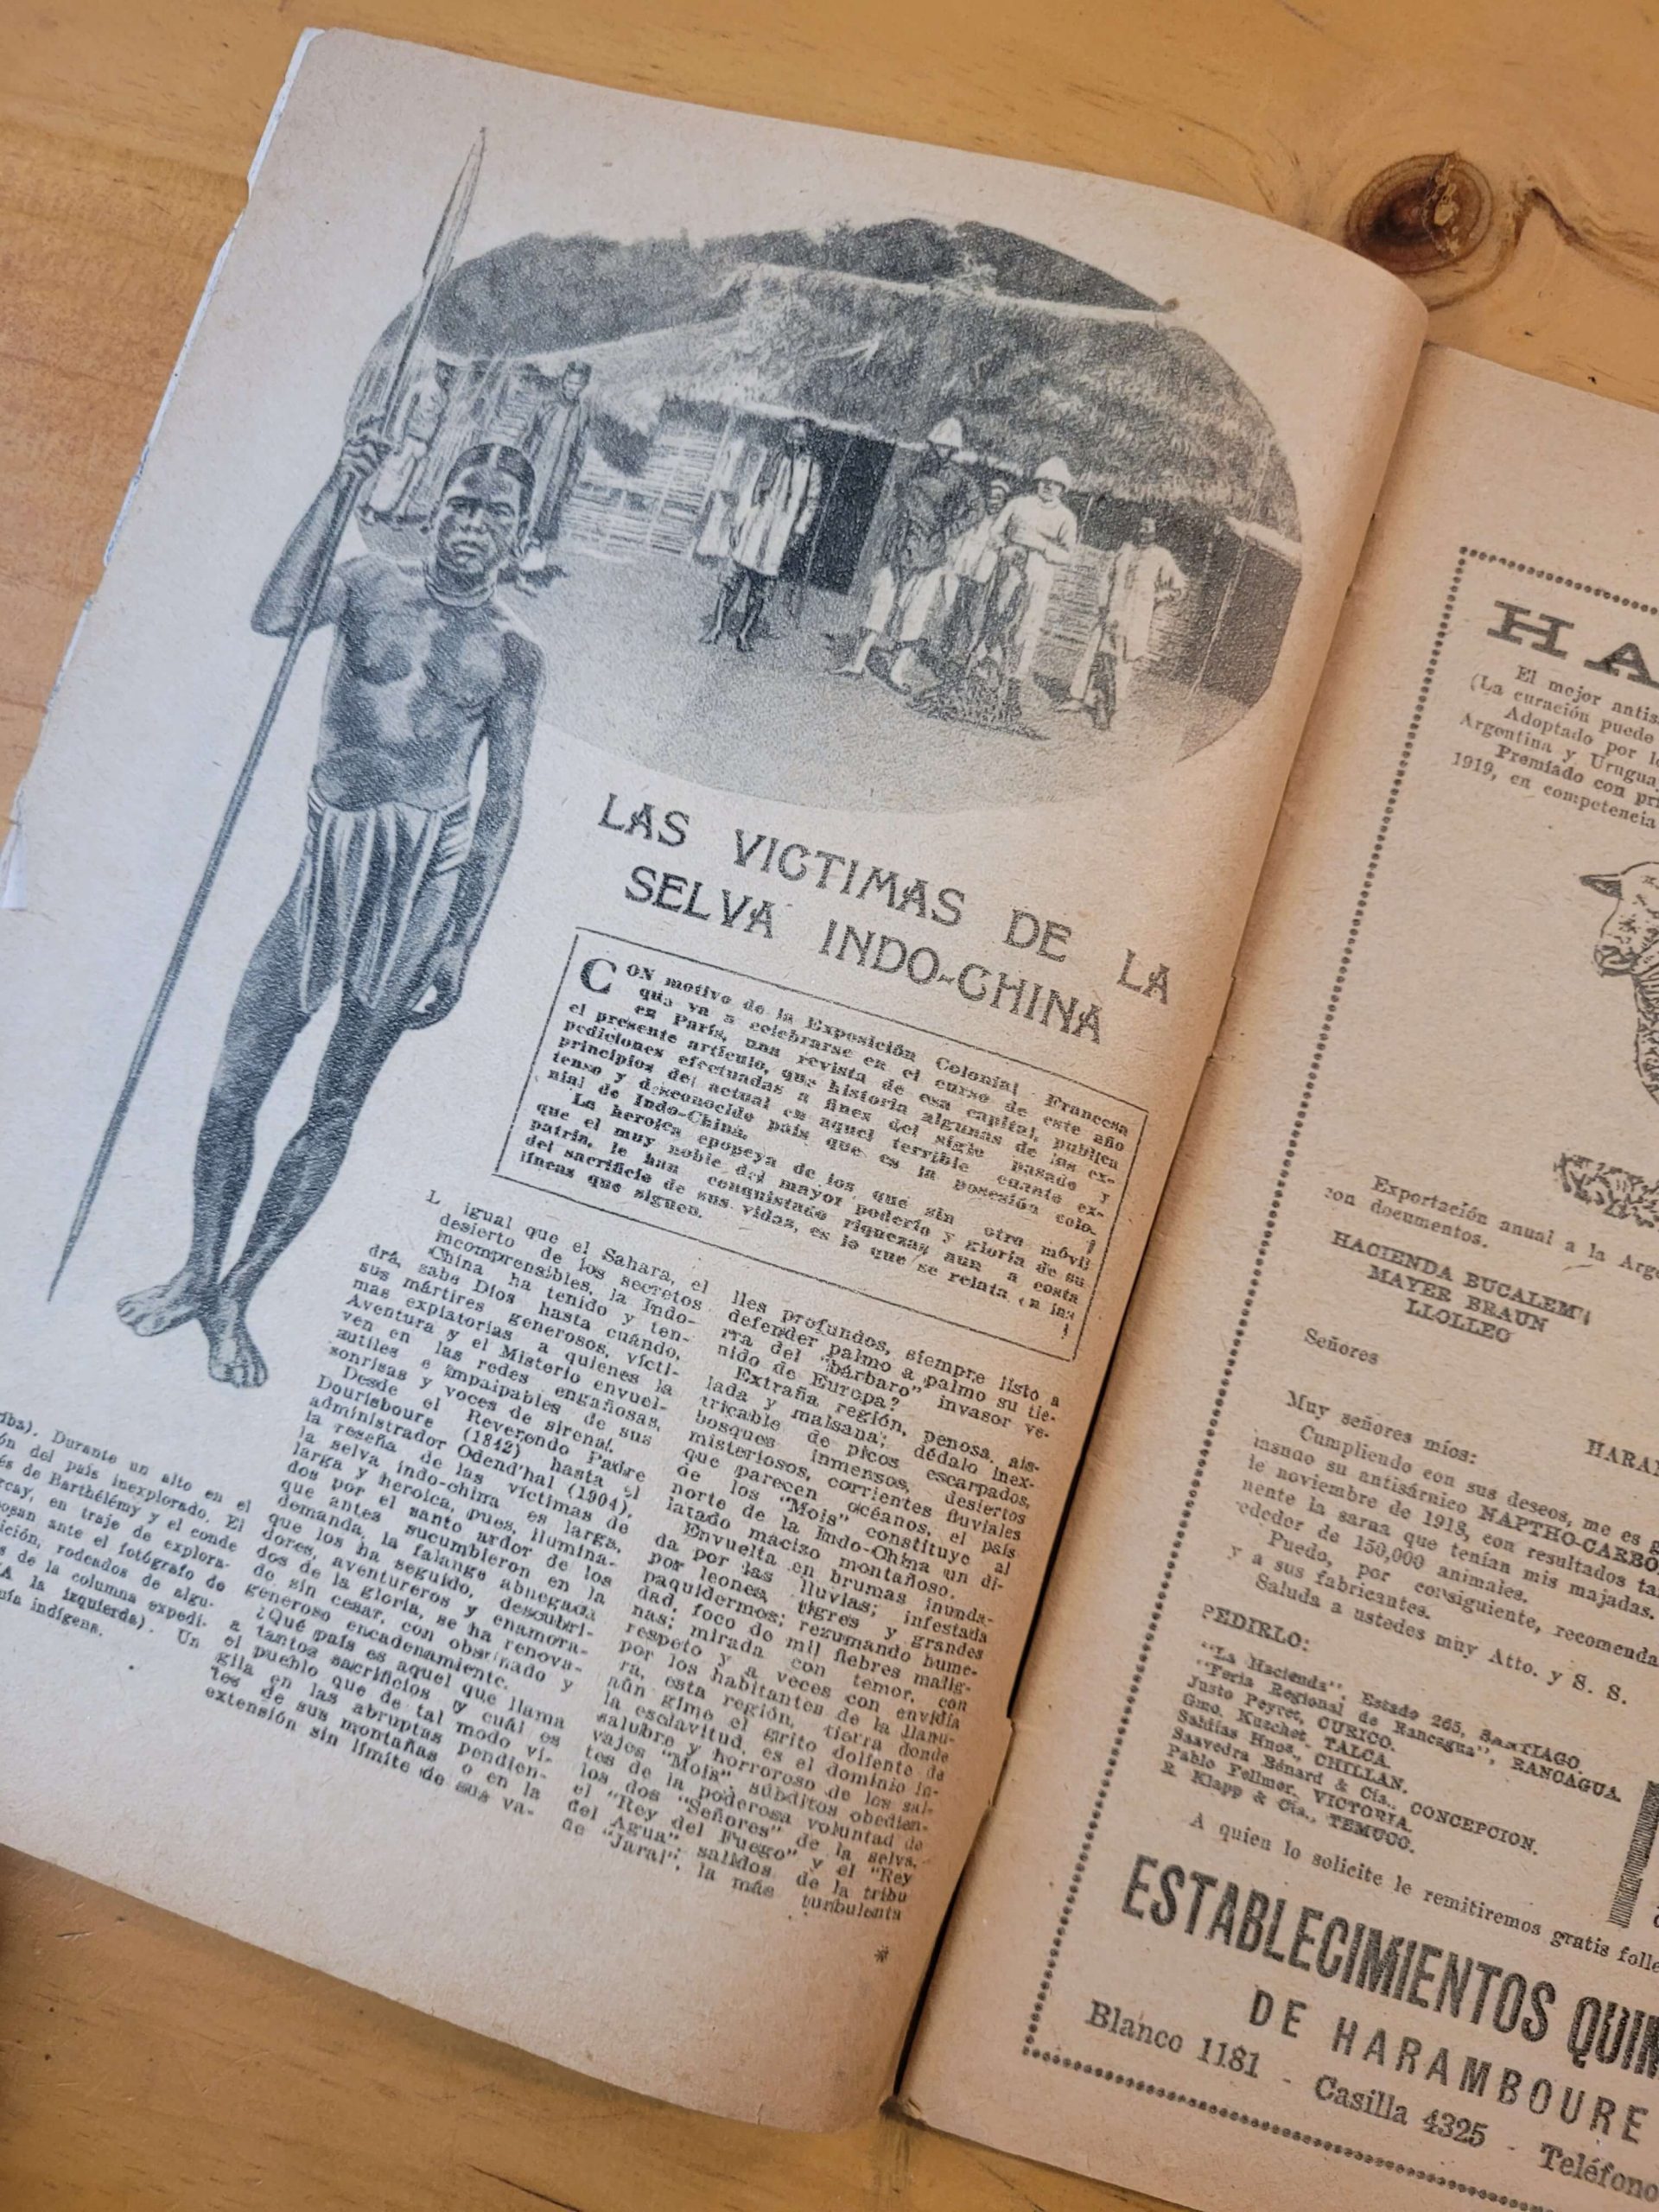 LAS VICTIMAS DE LA
SELVA INDO-CHINA
CON motivo de la Exposición Colonial Francesa
que va a celebrarse en el curso de este año
en París, una revista de esa capital, publica
el presente artículo, que historia algunas de las ex-
pediciones efectuadas a fines del siglo pasado y
principios del actual en aquel terrible cuanto ex-
tenso y desconocido país que es la posesión colo-
nial de Indo-China.
La heroica epopeya de los que sin otro móvil
que el muy noble del mayor poderío y gloria de su
patria, le han conquistado riquezas aun a costa
del sacrificio de sus vidas, es lo que se relata en las
líneas que siguen.
igual que el Sahara, el
desierto de los secretos
incomprensibles, la Indo-
China ha tenido y ten-
drá, sabe Dios hasta cuándo,
sus mártires generosos, vícti-
mas expiatorias a quienes la
Aventura y el Misterio envuel-
ven en las redes engañosas,
sutiles e impalpables de sus
sonrisas y voces de sirena!
Desde el Reverendo Padre
Dourisboure (1842) hasta el
administrador Odend'hal (1904),
la reseña de las víctimas de
la selva indo-china es larga,
larga y heroica, pues, ilumina-
dos por el santo ardor de los
que antes sucumbieron en la
demanda, la falange abnegada
que los ha seguido, descubri-
dores, aventureros y enamora-
dos de la gloria, se ha renova-
do sin cesar, con obstinado y
generoso encadenamiento.
¿Qué país es aquel que llama
a tantos sacrificios y cuál es
el pueblo que de tal modo vi-
gila en las abruptas pendien-
tes de sus montañas o en la
extensión sin límite de sus va-
lles profundos, siempre listo a
defender palmo a palmo su tie-
rra del "bárbaro" invasor ve-
nido de Europa?
Extraña región, penosa, ais-
lada y malsana; dédalo inex-
tricable de picos escarpados,
bosques inmensos, desiertos
misteriosos, corrientes fluviales
que parecen océanos, el país
de los "Mois" constituye al
norte de la Indo-China un di-
latado macizo montañoso.
Envuelta en brumas, inunda-
da por las lluvias; infestada
por leones, tigres y grandes
paquidermos; rezumando hume-
dad; foco de mil fiebres malig-
nas; mirada con temor, con
respeto y a veces con envidia
por los habitantes de la llanu-
ra, esta región, tierra donde
aún gime el grito doliente de
la esclavitud, es el dominio in-
salubre y horroroso de los sal-
vajes "Mois", súbditos obedien-
tes de la poderosa voluntad de
los dos "Señores" de la selva,
el "Rey del Fuego" y el "Rey
del Agua"; salidos de la tribu
de "Jarai", la más turbulenta
iba). Durante un alto en el
ón del país inexplorado. El
és de Barthélémy y el conde
rcay, en traje de explora-
posan ante el fotógrafo de
ición, rodeados de algu-
s de la columna expedi-
(A la izquierda). Un
uía indígena.
HA
El mejor antis
(La curación puede
Adoptado por l
Argentina y Urugua
Premiado con pri
1919, en competencia
Exportación anual a la Arge
con documentos.
HACIENDA BUCALEMU
MAYER BRAUN
LLOLLEO
Señores
HARAM
Muy señores míos:
Cumpliendo con sus deseos, me es g
usando su antisárnico NAPTHO-CARBO
de noviembre de 1918, con resultados ta
mente la sarna que tenían mis majadas.
ededor de 150,000 animales.
Puedo, por consiguiente, recomenda
y a sus fabricantes.
Saluda a ustedes muy Atto. y S. S.
PEDIRLO:
"La Hacienda", Estado 265, SANTIAGO.
"Feria Regional de Rancagua", RANCAGUA.
Justo Peyret, CURICO.
Gmo. Kuschel, TALCA.
Sahlías Hnos., CHILLAN.
Saavedra Bénard & Cía., CONCEPCION.
Pablo Fellmer, VICTORIA.
R. Klapp & Cía., TEMUCO.
A quien lo solicite le remitiremos gratis folle
ESTABLECIMIENTOS QUIM
DE HARAMBOURE
Blanco 1181 - Casilla 4325 - Teléfono